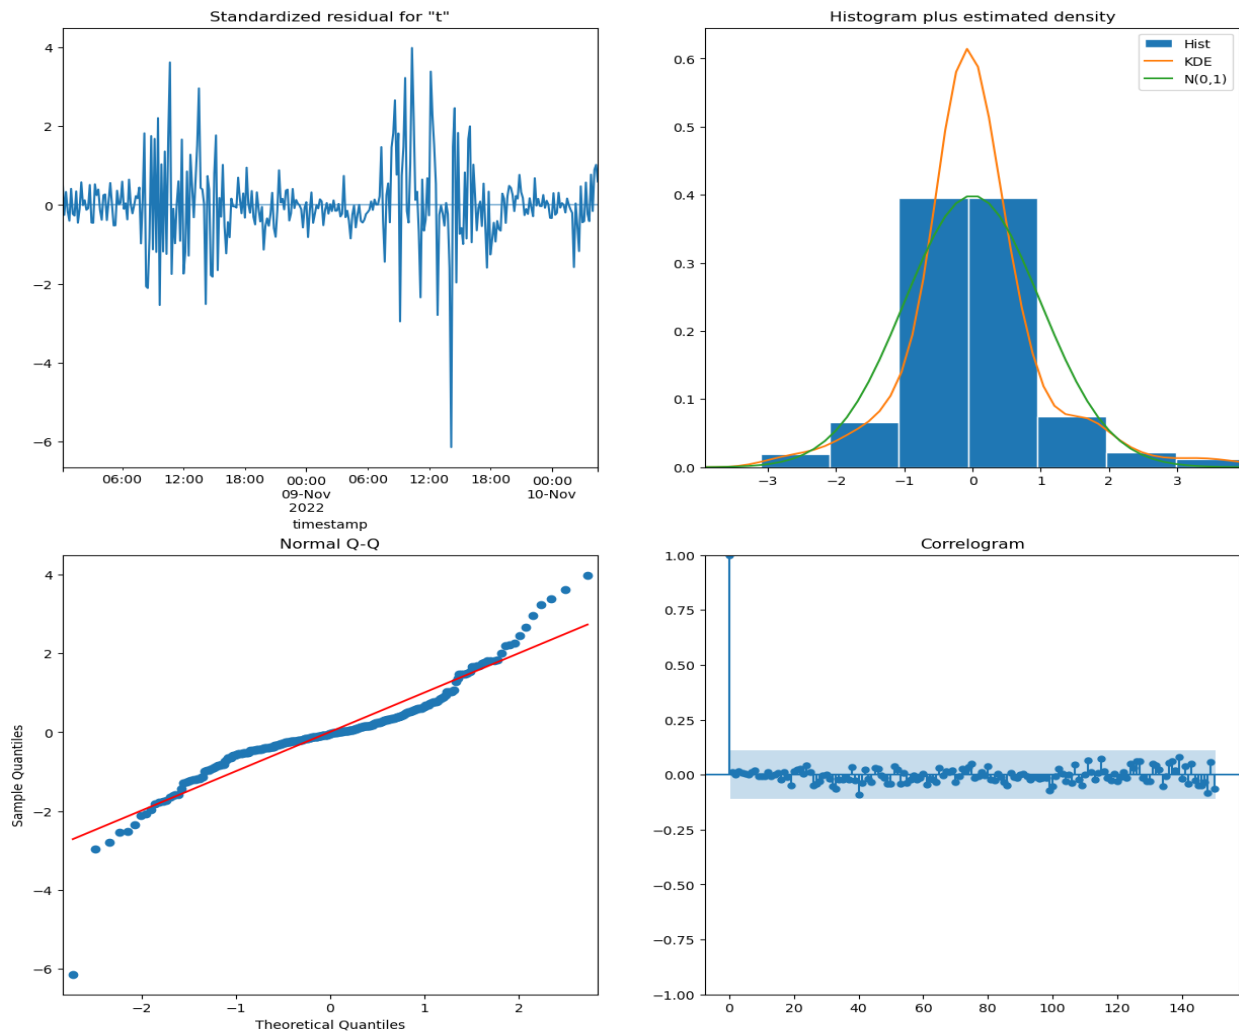 Standardized residual for "t"
4
2
0
−2
−4
−6
06:00 12:00 18:00 00:00 06:00 12:00 18:00 00:00
09-Nov 10-Nov
2022
timestamp
Histogram plus estimated density
Hist
KDE
N(0,1)
0.6
0.5
0.4
0.3
0.2
0.1
0.0
−3 −2 −1 0 1 2 3
Normal Q-Q
4
2
0
−2
−4
−6
Sample Quantiles
−2 −1 0 1 2
Theoretical Quantiles
Correlogram
1.00
0.75
0.50
0.25
0.00
−0.25
−0.50
−0.75
−1.00
0 20 40 60 80 100 120 140